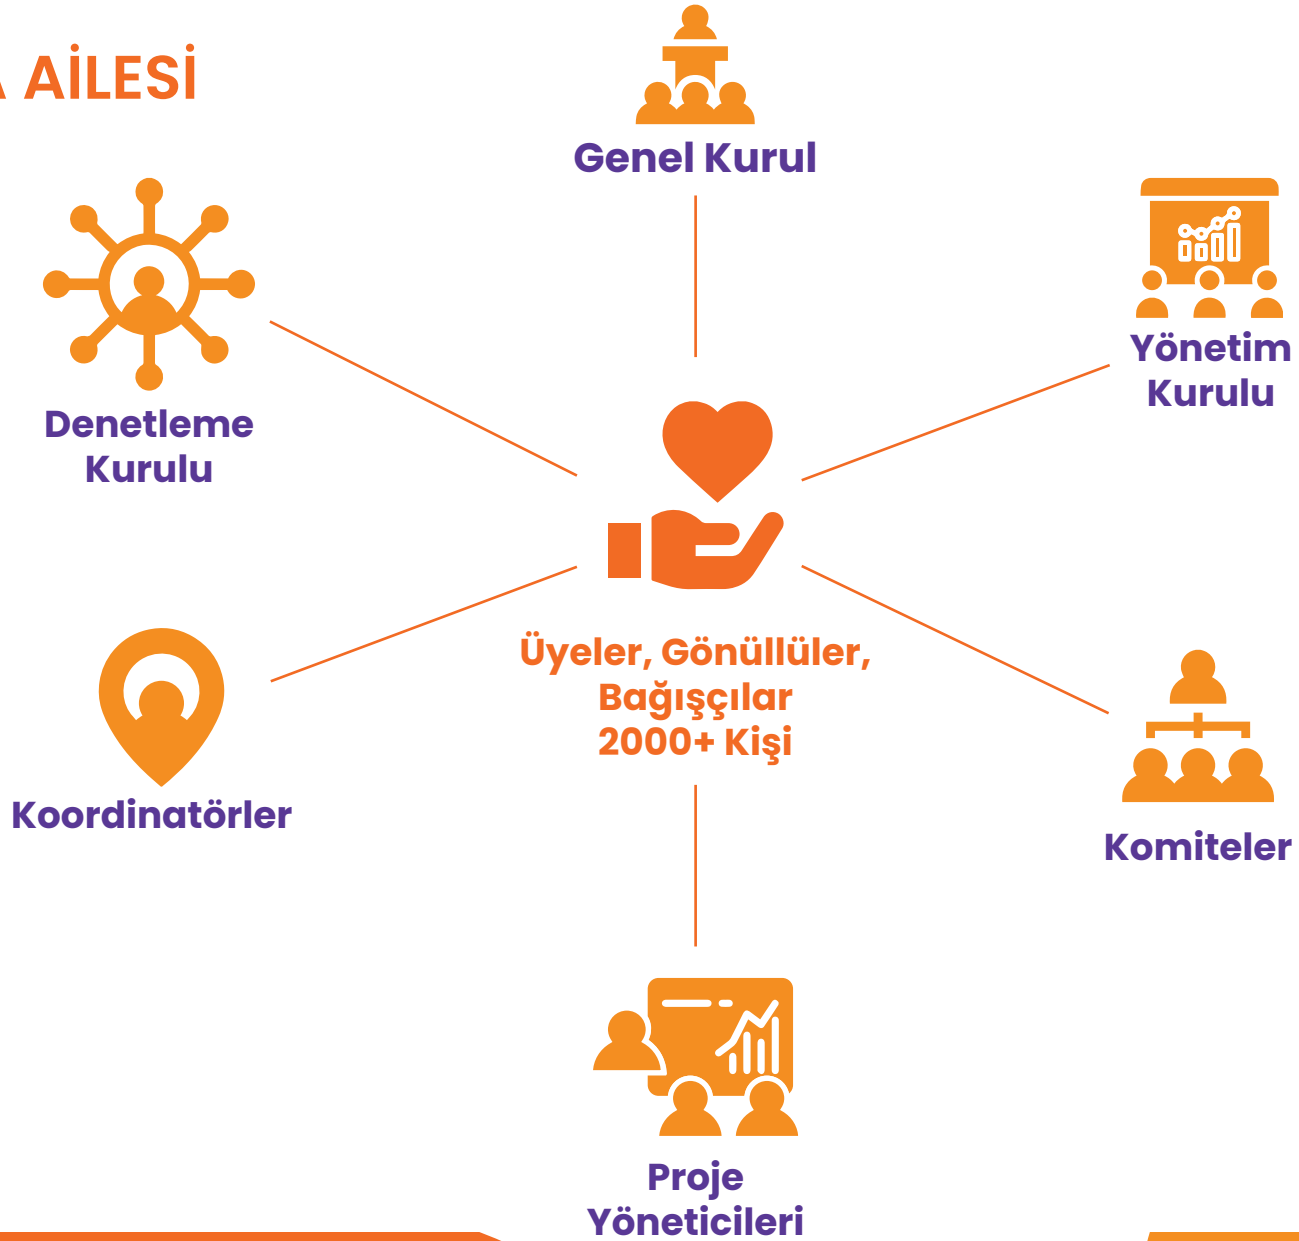 AİLESİ
Genel Kurul
Yönetim
Kurulu
Denetleme
Kurulu
Üyeler, Gönüllüler,
Bağışçılar
2000+ Kişi
Koordinatörler
Komiteler
Proje
Yöneticileri